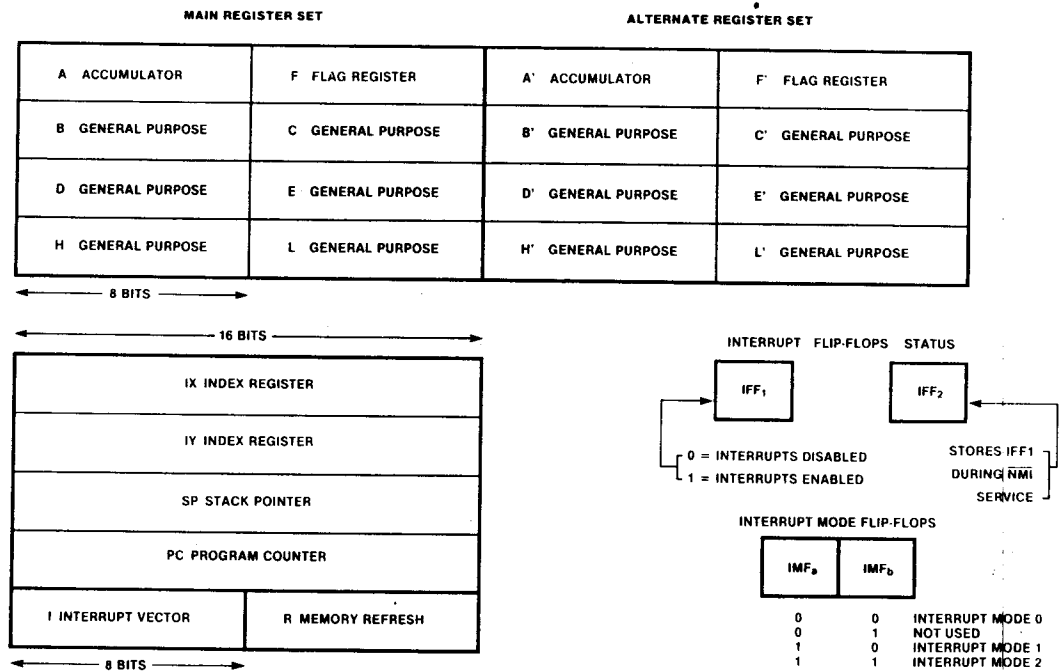 MAIN REGISTER SET
ALTERNATE REGISTER SET
A ACCUMULATOR
F FLAG REGISTER
A' ACCUMULATOR
F' FLAG REGISTER
B GENERAL PURPOSE
C GENERAL PURPOSE
B' GENERAL PURPOSE
C' GENERAL PURPOSE
D GENERAL PURPOSE
E GENERAL PURPOSE
D' GENERAL PURPOSE
E' GENERAL PURPOSE
H GENERAL PURPOSE
L GENERAL PURPOSE
H' GENERAL PURPOSE
L' GENERAL PURPOSE
8 BITS
16 BITS
IX INDEX REGISTER
IY INDEX REGISTER
SP STACK POINTER
PC PROGRAM COUNTER
I INTERRUPT VECTOR
R MEMORY REFRESH
8 BITS
INTERRUPT FLIP-FLOPS STATUS
IFF₁
IFF₂
0 = INTERRUPTS DISABLED
1 = INTERRUPTS ENABLED
STORES IFF1
DURING N̅M̅I̅
SERVICE
INTERRUPT MODE FLIP-FLOPS
IMFₐ
IMFb
0 0 INTERRUPT MODE 0
0 1 NOT USED
1 0 INTERRUPT MODE 1
1 1 INTERRUPT MODE 2